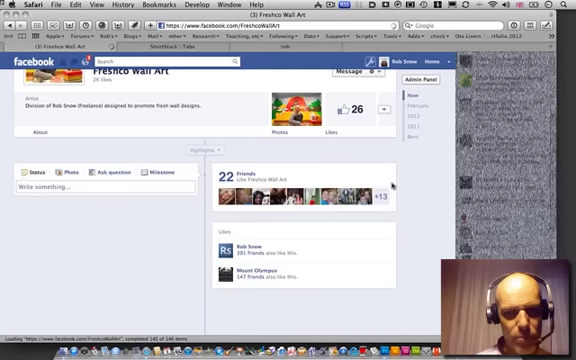 Safari File Edit View History Bookmarks Develop Window Help
(3) Freshco Wall Art
https://www.facebook.com/FreshcoWallArt
Apple Forums Rob's Blogs Mail other Research Teaching, etc Following Data Support Scripts Tools Addons Ots Livers
(3) Freshco Wall Art
ShortStack : Tabs
rob
facebook
Search
Rob Snow
Home
Freshco Wall Art
26 likes
Message
Admin Panel
Now
February
2012
2011
Born
Artist
Division of Rob Snow (freelance) designed to promote fresh wall designs.
26
About
Photos
Likes
Highlights
Status
Photo
Ask question
Milestone
Write something...
22 Friends
Like Freshco Wall Art
+13
Likes
Rs
Rob Snow
391 friends also like this.
Mount Olympus
147 friends also like this.
Loading "https://www.facebook.com/FreshcoWallArt", completed 145 of 146 items